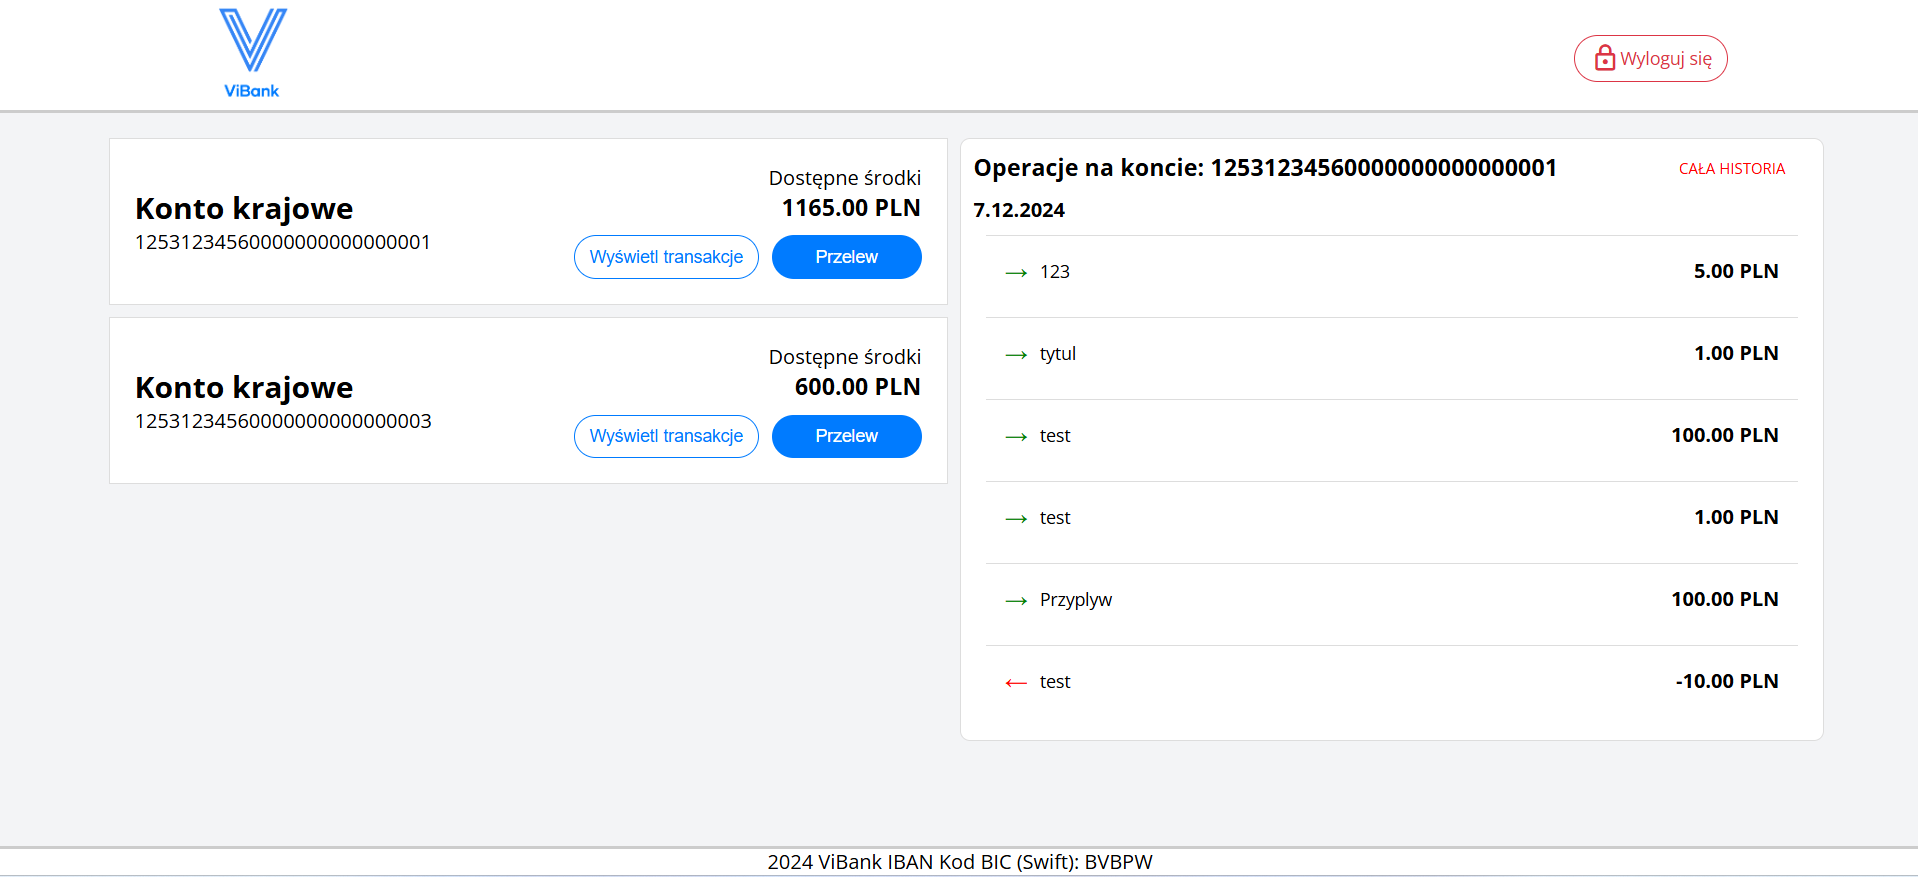 ViBank
Wyloguj się
Konto krajowe
12531234560000000000000001
Dostępne środki
1165.00 PLN
Wyświetl transakcje
Przelew
Konto krajowe
12531234560000000000000003
Dostępne środki
600.00 PLN
Wyświetl transakcje
Przelew
Operacje na koncie: 12531234560000000000000001
CAŁA HISTORIA
7.12.2024
→ 123 5.00 PLN
→ tytul 1.00 PLN
→ test 100.00 PLN
→ test 1.00 PLN
→ Przyplyw 100.00 PLN
← test -10.00 PLN
2024 ViBank IBAN Kod BIC (Swift): BVBPW